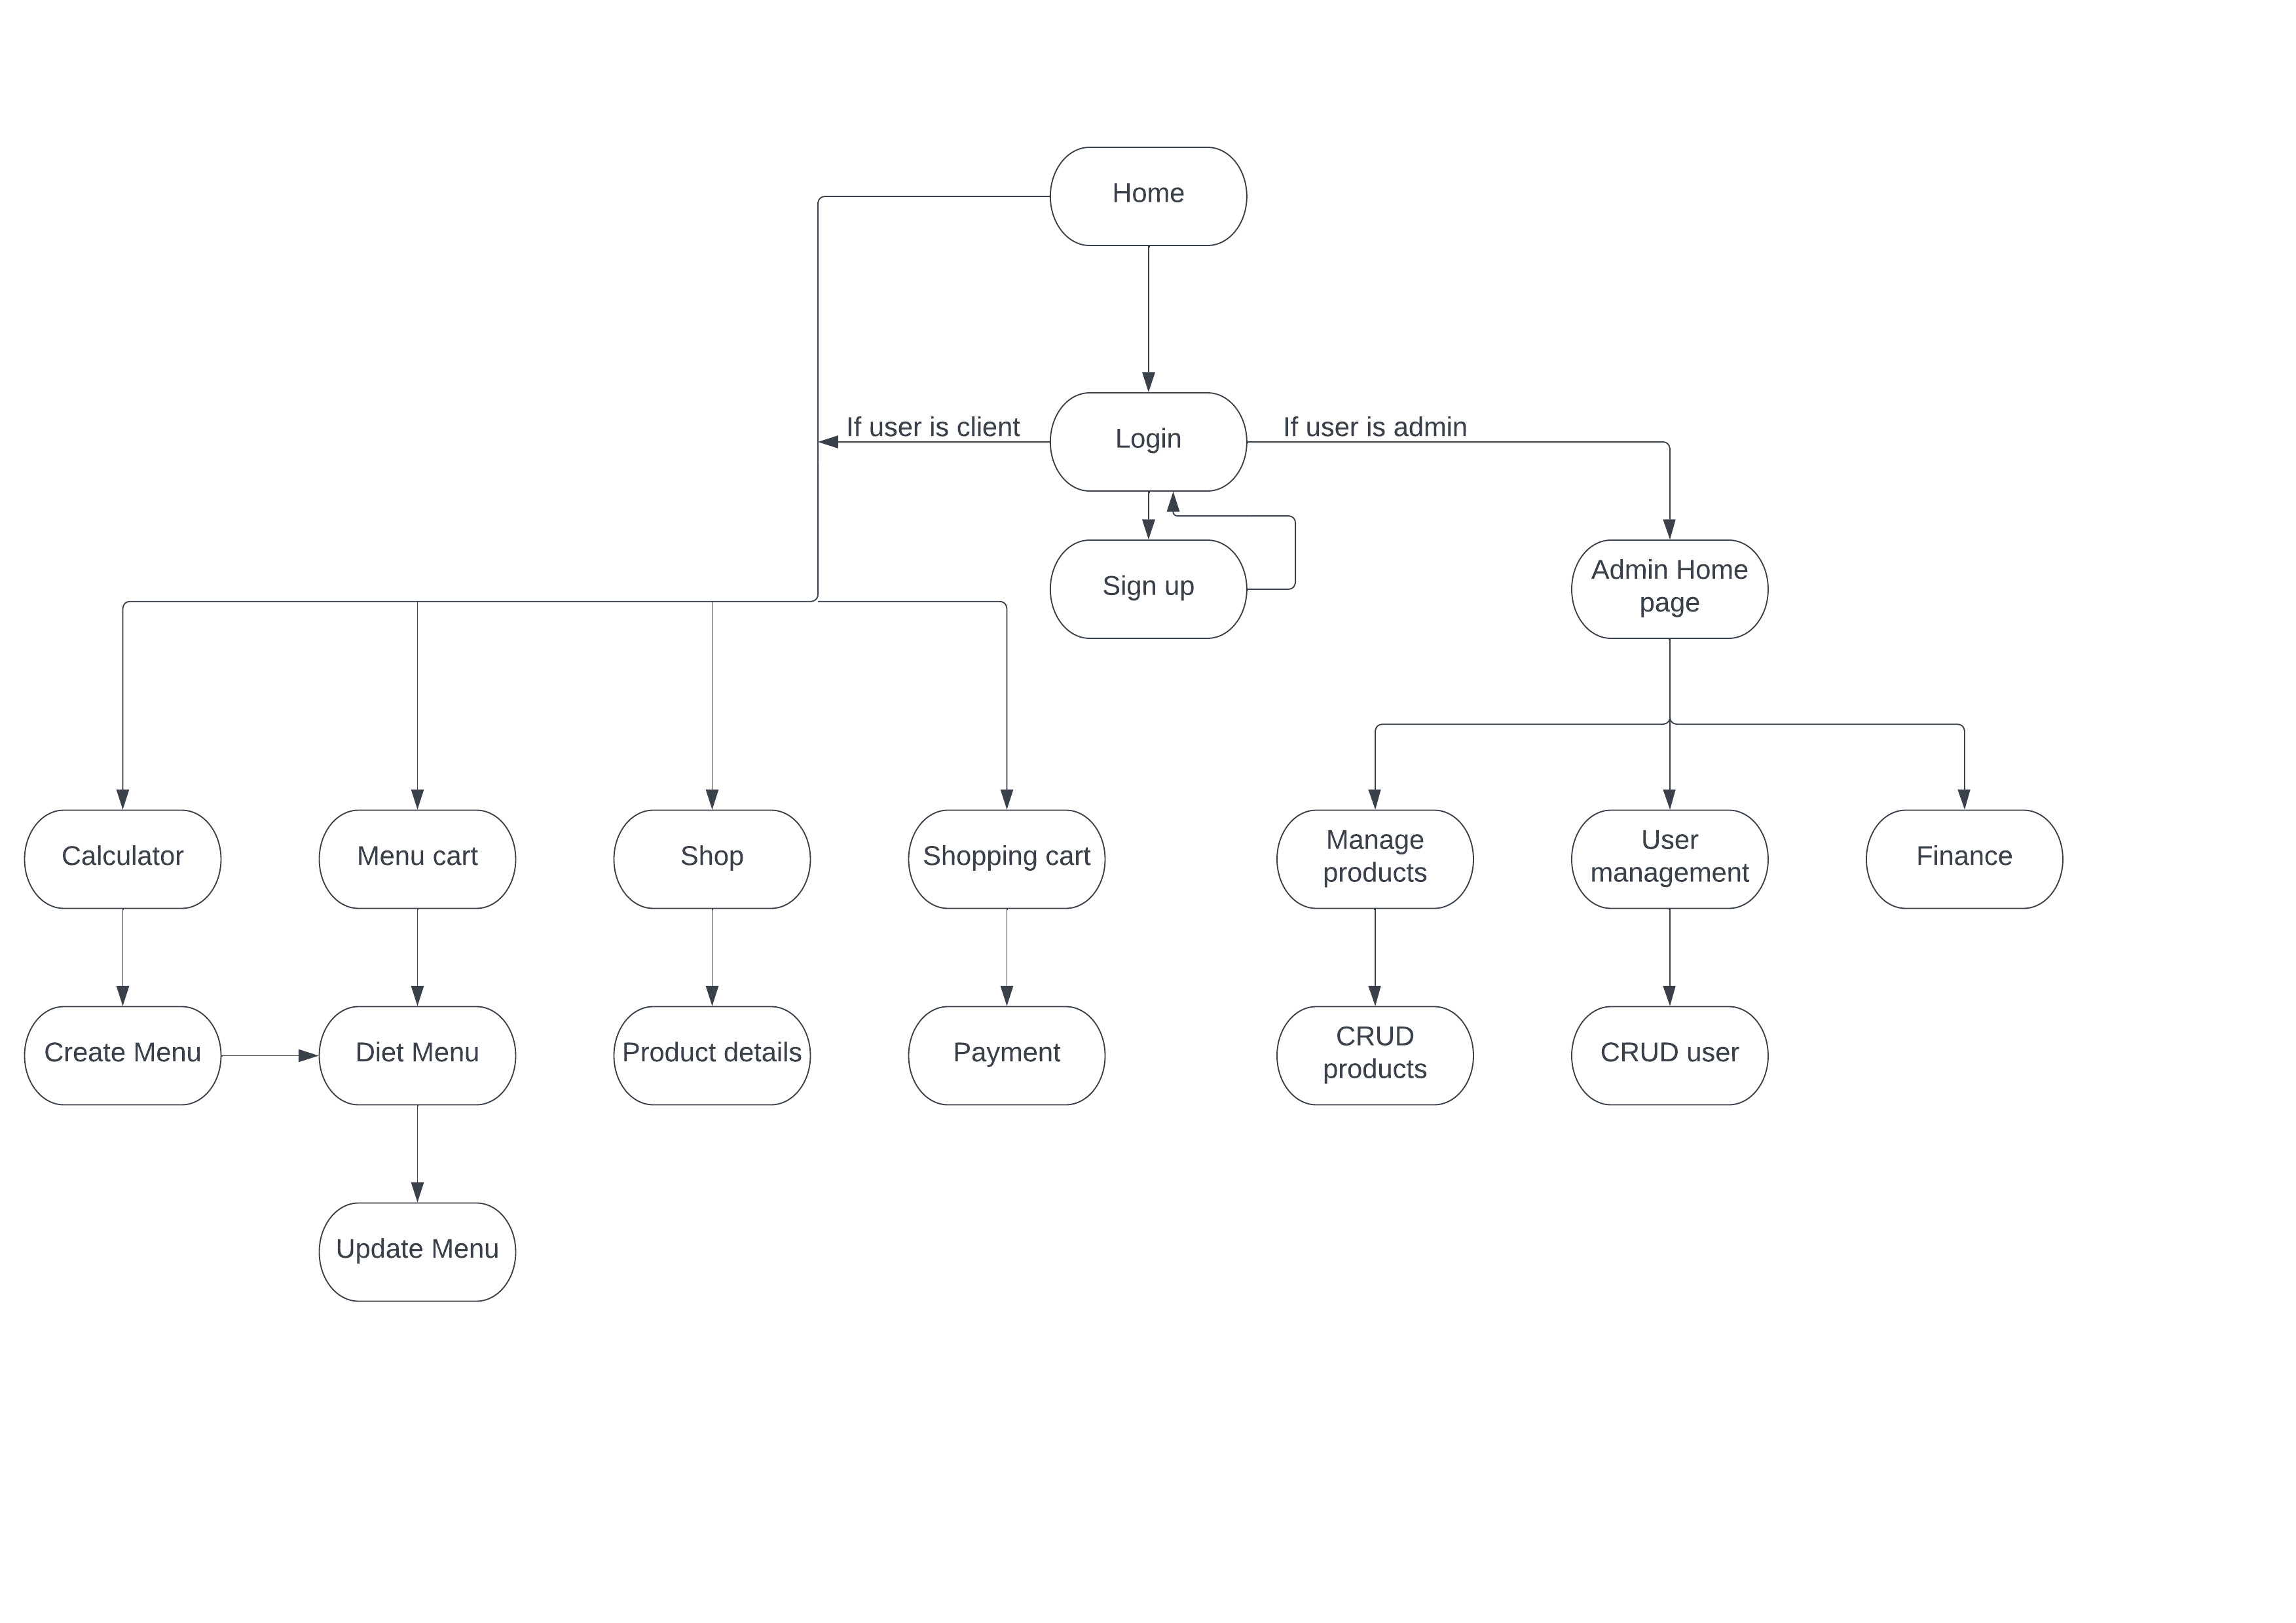 Home
If user is client
Login
If user is admin
Sign up
Admin Home
page
Calculator
Menu cart
Shop
Shopping cart
Manage
products
User
management
Finance
Create Menu
Diet Menu
Product details
Payment
CRUD
products
CRUD user
Update Menu